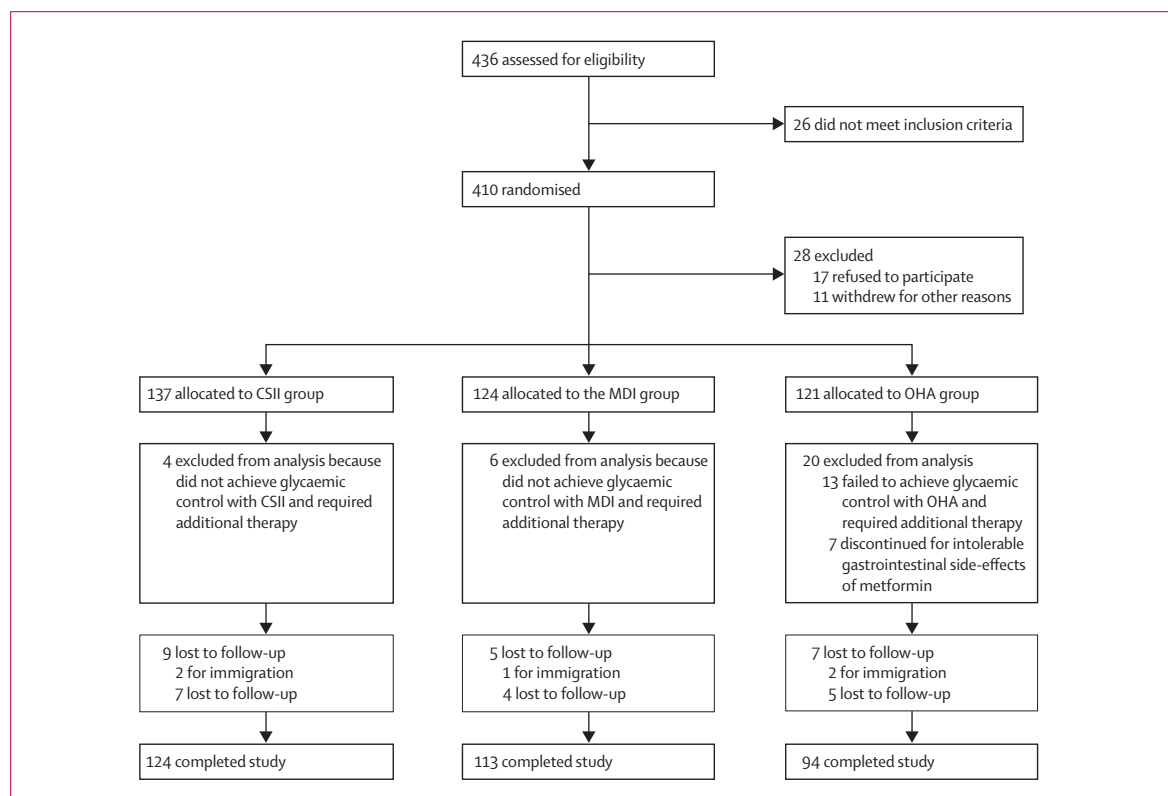 436 assessed for eligibility
26 did not meet inclusion criteria
410 randomised
28 excluded
17 refused to participate
11 withdrew for other reasons
137 allocated to CSII group
124 allocated to the MDI group
121 allocated to OHA group
4 excluded from analysis because
did not achieve glycaemic
control with CSII and required
additional therapy
6 excluded from analysis because
did not achieve glycaemic
control with MDI and required
additional therapy
20 excluded from analysis
13 failed to achieve glycaemic
control with OHA and
required additional therapy
7 discontinued for intolerable
gastrointestinal side-effects
of metformin
9 lost to follow-up
2 for immigration
7 lost to follow-up
5 lost to follow-up
1 for immigration
4 lost to follow-up
7 lost to follow-up
2 for immigration
5 lost to follow-up
124 completed study
113 completed study
94 completed study